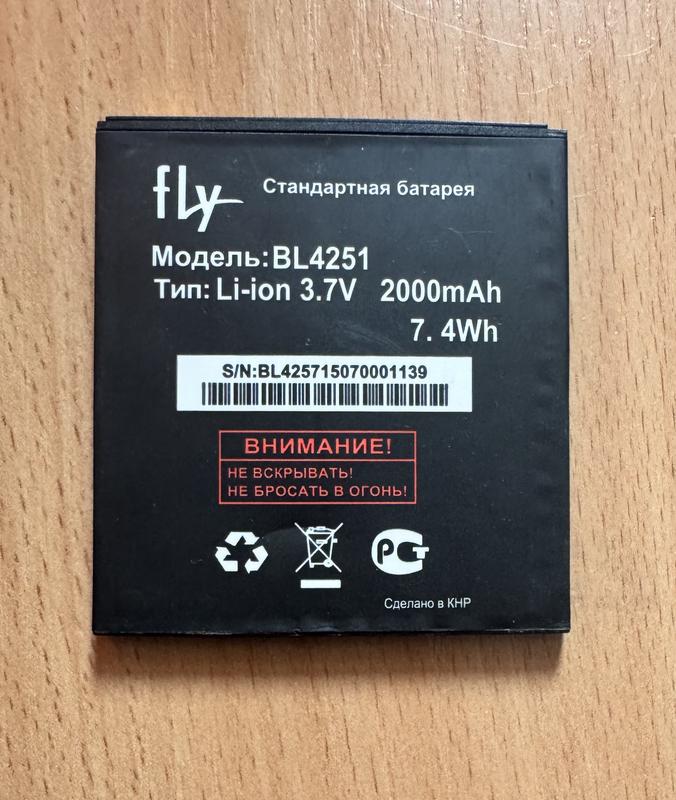 fly Стандартная батарея
Модель:BL4251
Тип: Li-ion 3.7V 2000mAh
7.4Wh
S/N:BL425715070001139
ВНИМАНИЕ!
НЕ ВСКРЫВАТЬ!
НЕ БРОСАТЬ В ОГОНЬ!
РСТ
Сделано в КНР